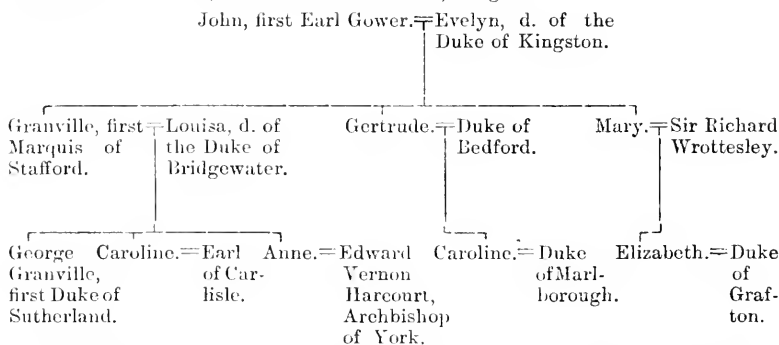 John, first Earl Gower.=Evelyn, d. of the
Duke of Kingston.
Granville, first=Louisa, d. of Gertrude.=Duke of Mary.=Sir Richard
Marquis of the Duke of Bedford. Wrottesley.
Stafford. Bridgewater.
George Caroline.=Earl Anne.=Edward Caroline.=Duke Elizabeth.=Duke
Granville, of Car- Vernon of Marl- of
first Duke of lisle. Harcourt, borough. Graf-
Sutherland. Archbishop ton.
of York.